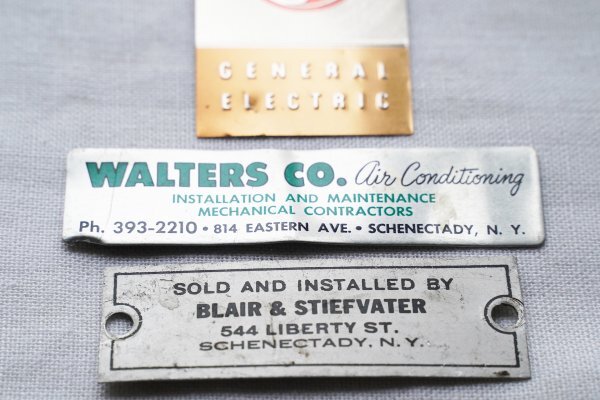 GENERAL
ELECTRIC
WALTERS CO. Air Conditioning
INSTALLATION AND MAINTENANCE
MECHANICAL CONTRACTORS
Ph. 393-2210 • 814 EASTERN AVE. • SCHENECTADY, N. Y.
SOLD AND INSTALLED BY
BLAIR & STIEFVATER
544 LIBERTY ST.
SCHENECTADY, N.Y.